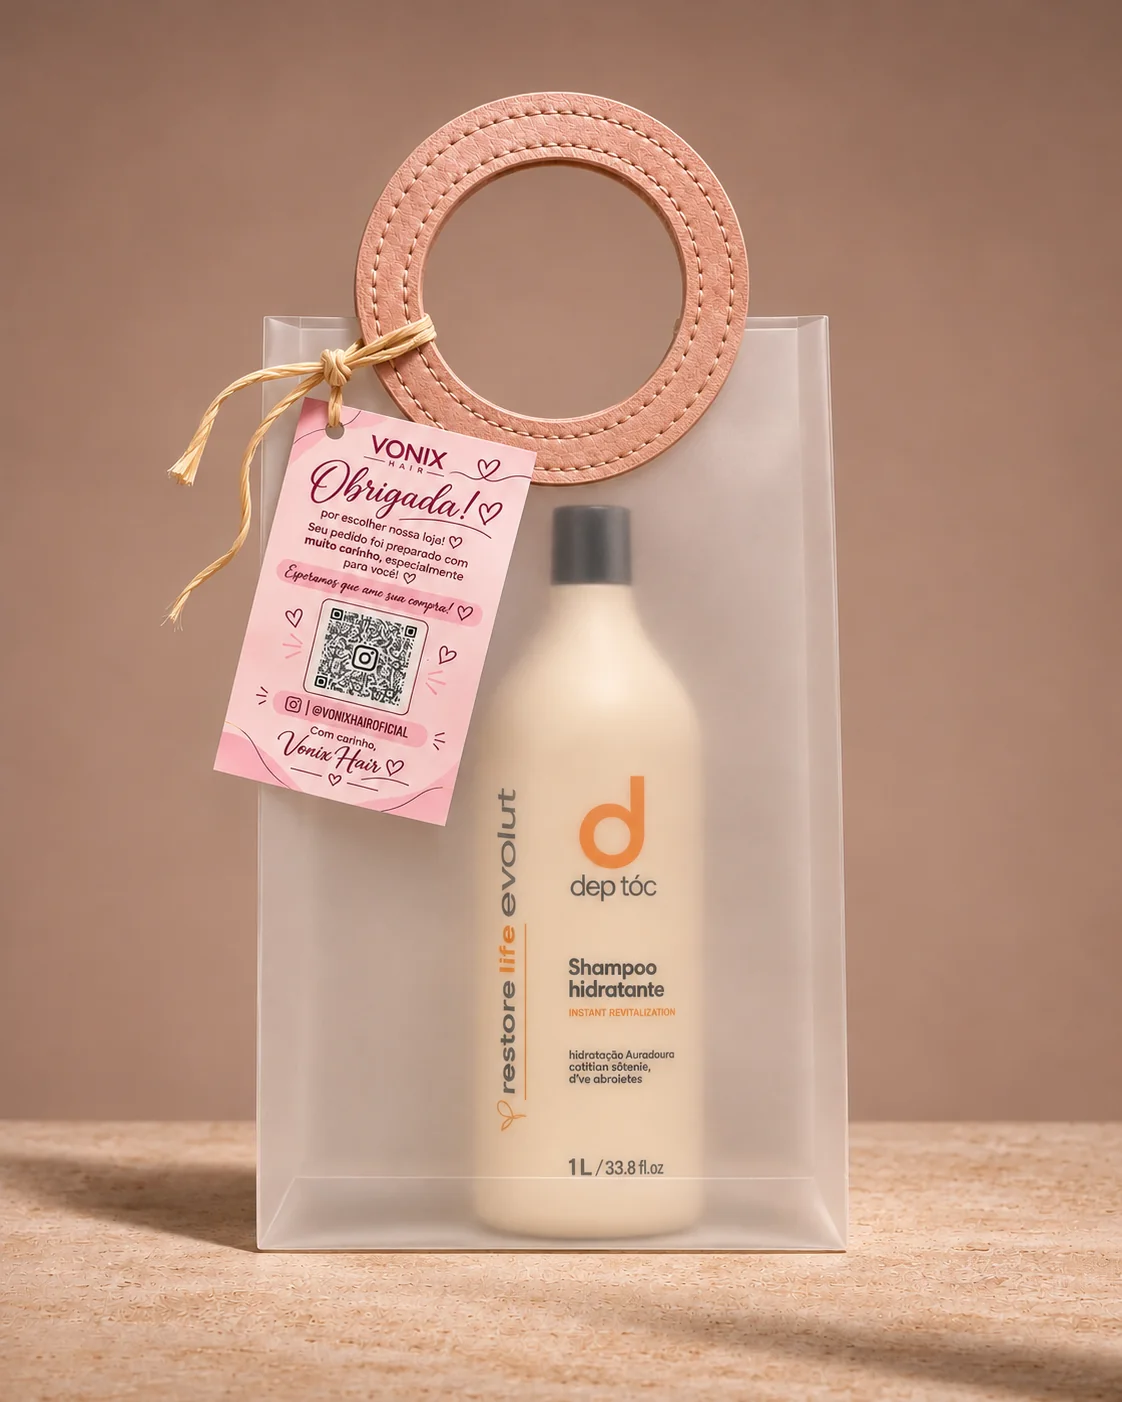 VONIX
HAIR
Obrigada!
por escolher nossa loja!
Seu pedido foi preparado com
muito carinho, especialmente
para você!
Esperamos que ame sua compra!
@VONIXHAIROFICIAL
Com carinho,
Vonix Hair
restore life evolut
d
dep tóc
Shampoo
hidratante
INSTANT REVITALIZATION
hidratação Auradoura
cotitian sôtenie,
d've abroietes
1 L / 33.8 fl.oz